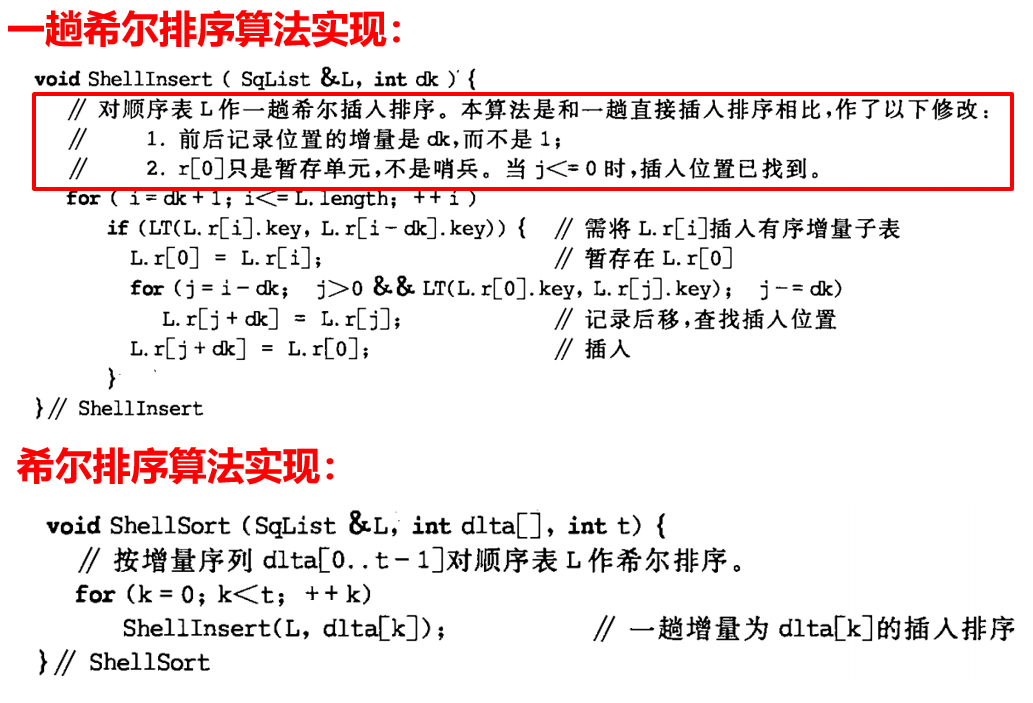 一趟希尔排序算法实现：
void ShellInsert ( SqList &L, int dk ) {
// 对顺序表 L 作一趟希尔插入排序。本算法是和一趟直接插入排序相比,作了以下修改：
// 1. 前后记录位置的增量是 dk,而不是 1;
// 2. r[0]只是暂存单元,不是哨兵。当 j<=0 时,插入位置已找到。
for ( i=dk+1; i<=L.length; ++i )
if (LT(L.r[i].key, L.r[i-dk].key)) { // 需将 L.r[i]插入有序增量子表
L.r[0] = L.r[i]; // 暂存在 L.r[0]
for (j=i-dk; j>0 && LT(L.r[0].key, L.r[j].key); j-=dk)
L.r[j+dk] = L.r[j]; // 记录后移,查找插入位置
L.r[j+dk] = L.r[0]; // 插入
}
}// ShellInsert
希尔排序算法实现：
void ShellSort (SqList &L, int dlta[], int t) {
// 按增量序列 dlta[0..t-1]对顺序表 L 作希尔排序。
for (k=0; k<t; ++k)
ShellInsert(L, dlta[k]); // 一趟增量为 dlta[k]的插入排序
}// ShellSort